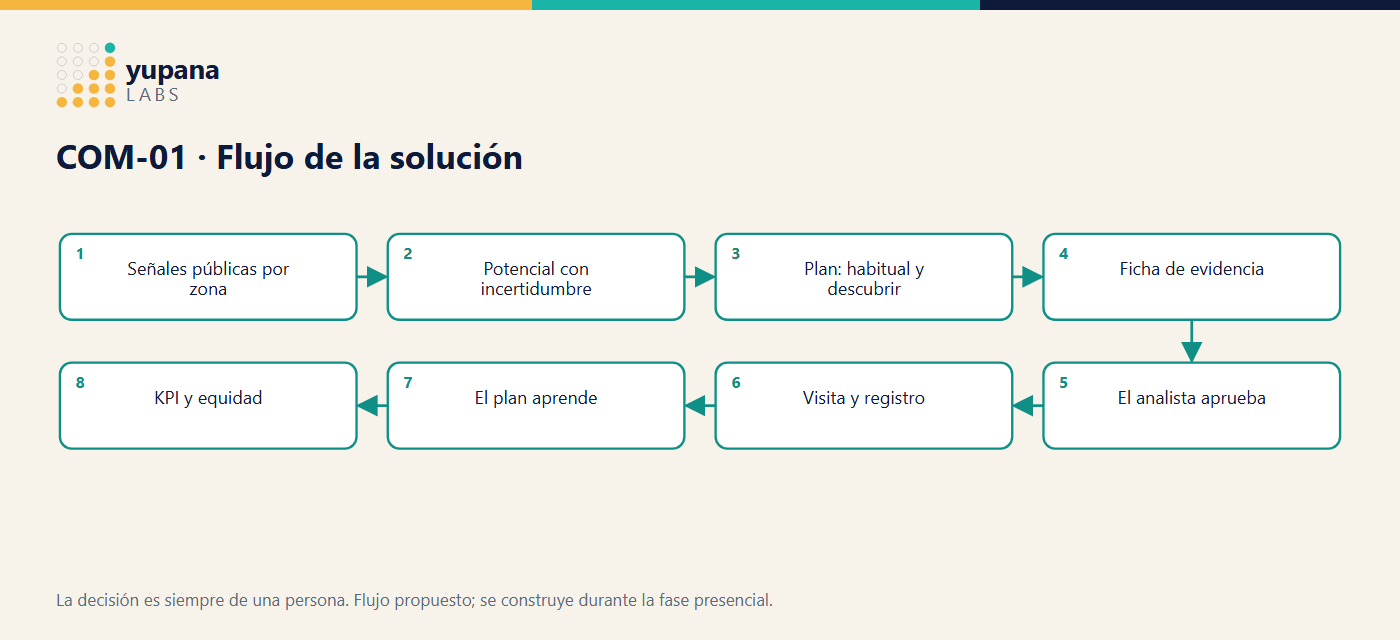 yupana
LABS
COM-01 · Flujo de la solución
1
Señales públicas por
zona
2
Potencial con
incertidumbre
3
Plan: habitual y
descubrir
4
Ficha de evidencia
8
KPI y equidad
7
El plan aprende
6
Visita y registro
5
El analista aprueba
La decisión es siempre de una persona. Flujo propuesto; se construye durante la fase presencial.